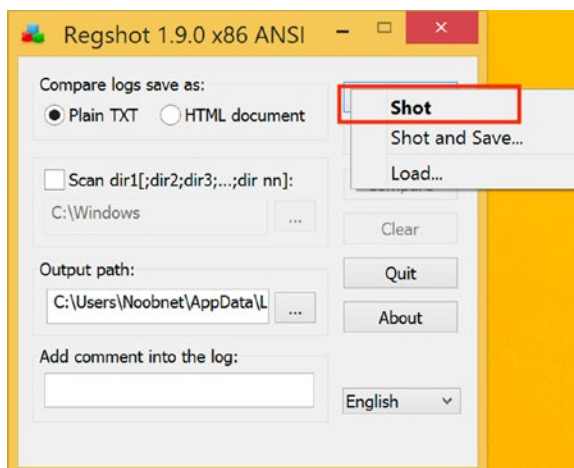 Regshot 1.9.0 x86 ANSI
Compare logs save as:
Plain TXT HTML document
Shot
Shot and Save...
Load...
Scan dir1[;dir2;dir3;...;dir nn]:
C:\Windows
...
Clear
Output path:
C:\Users\Noobnet\AppData\L
...
Quit
About
Add comment into the log:
English